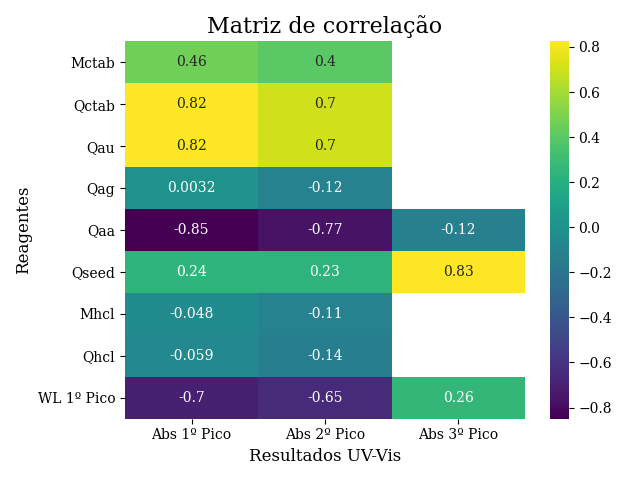 Matriz de correlação
Reagentes
Mctab 0.46 0.4
Qctab 0.82 0.7
Qau 0.82 0.7
Qag 0.0032 -0.12
Qaa -0.85 -0.77 -0.12
Qseed 0.24 0.23 0.83
Mhcl -0.048 -0.11
Qhcl -0.059 -0.14
WL 1º Pico -0.7 -0.65 0.26
Abs 1º Pico Abs 2º Pico Abs 3º Pico
Resultados UV-Vis
0.8
0.6
0.4
0.2
0.0
−0.2
−0.4
−0.6
−0.8